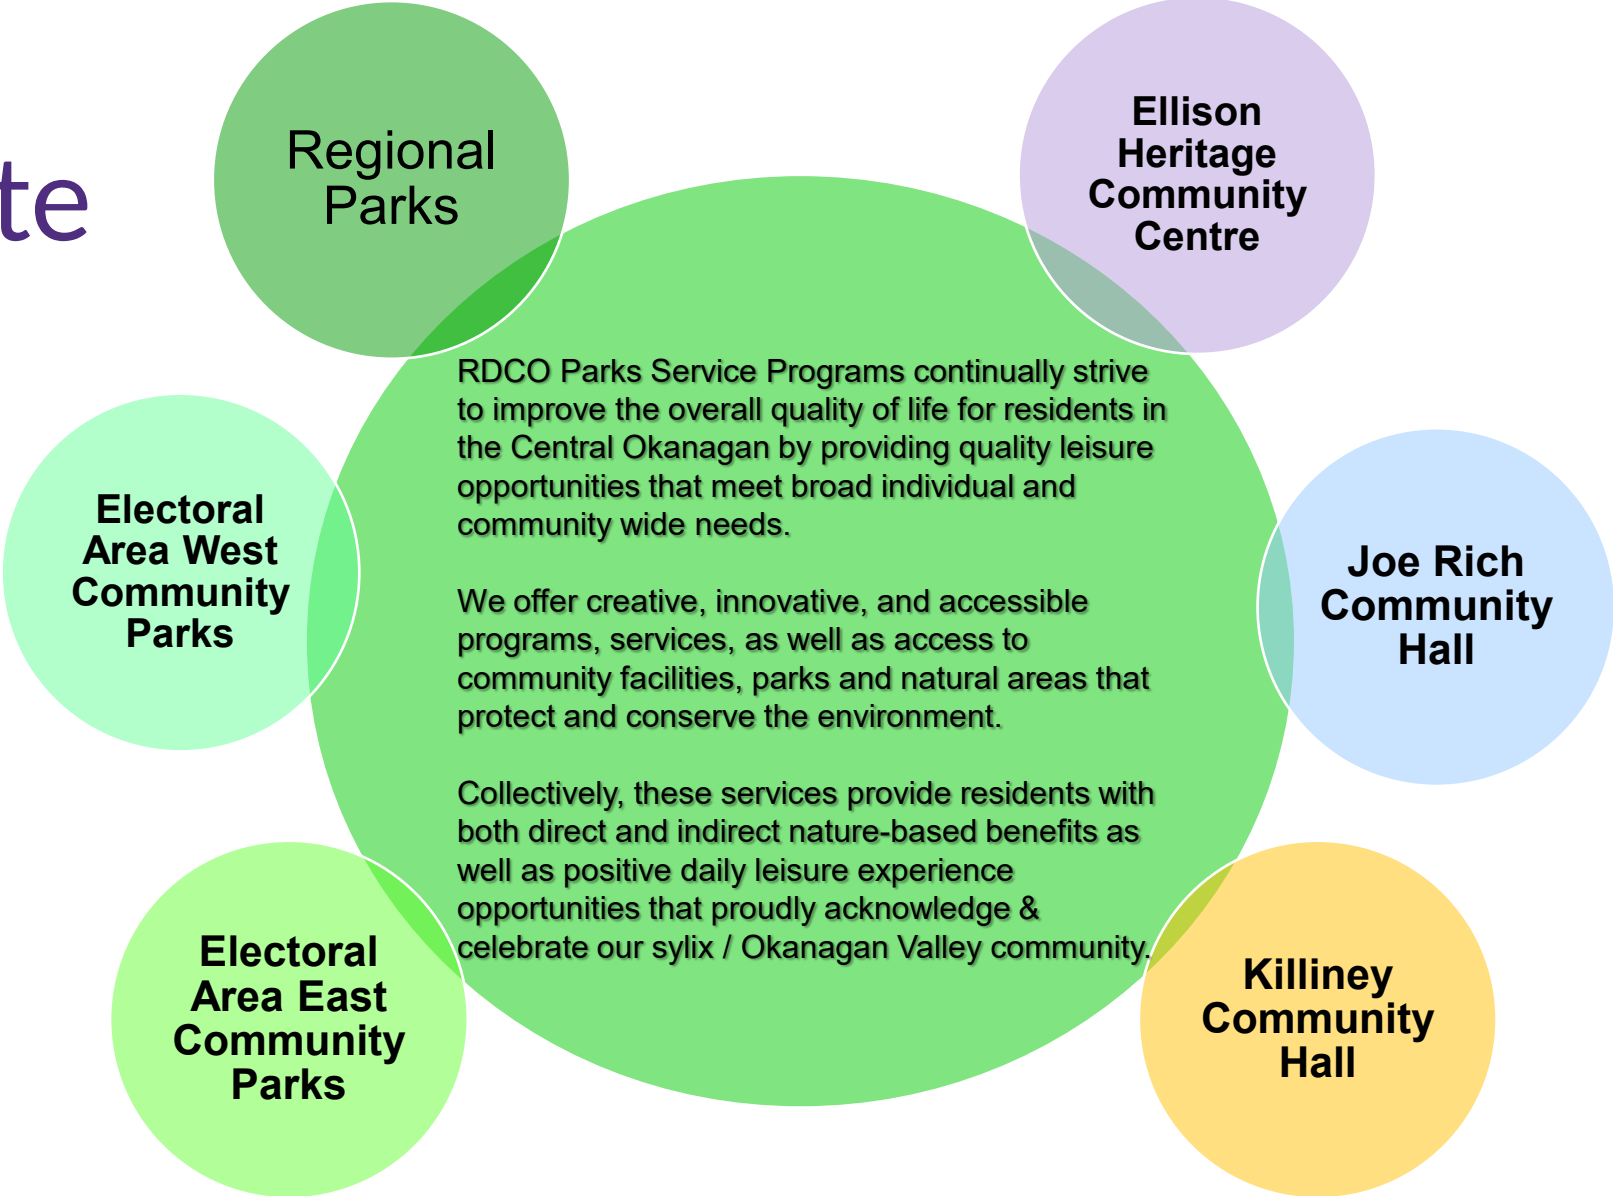 te
Regional
Parks
Ellison
Heritage
Community
Centre
RDCO Parks Service Programs continually strive
to improve the overall quality of life for residents in
the Central Okanagan by providing quality leisure
opportunities that meet broad individual and
community wide needs.
We offer creative, innovative, and accessible
programs, services, as well as access to
community facilities, parks and natural areas that
protect and conserve the environment.
Collectively, these services provide residents with
both direct and indirect nature-based benefits as
well as positive daily leisure experience
opportunities that proudly acknowledge &
celebrate our sylix / Okanagan Valley community.
Electoral
Area West
Community
Parks
Joe Rich
Community
Hall
Electoral
Area East
Community
Parks
Killiney
Community
Hall